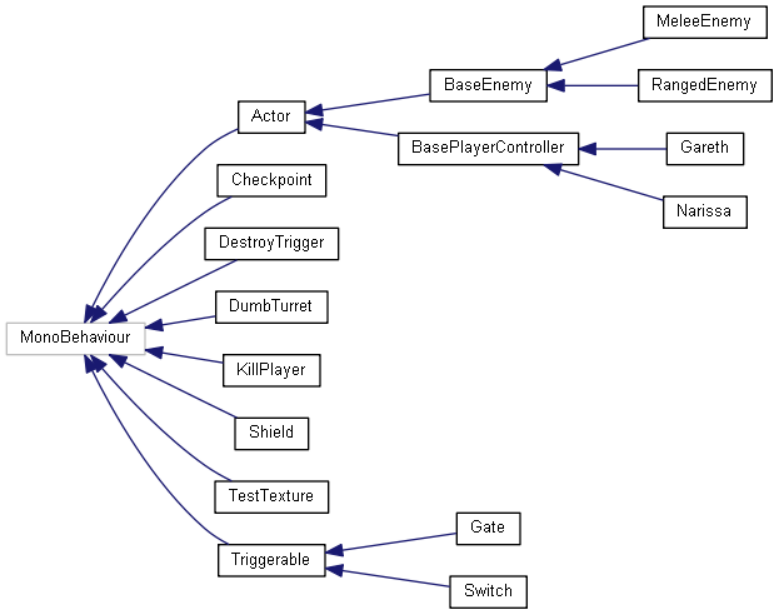 MeleeEnemy
BaseEnemy
RangedEnemy
Actor
BasePlayerController
Gareth
Checkpoint
Narissa
DestroyTrigger
DumbTurret
MonoBehaviour
KillPlayer
Shield
TestTexture
Gate
Triggerable
Switch